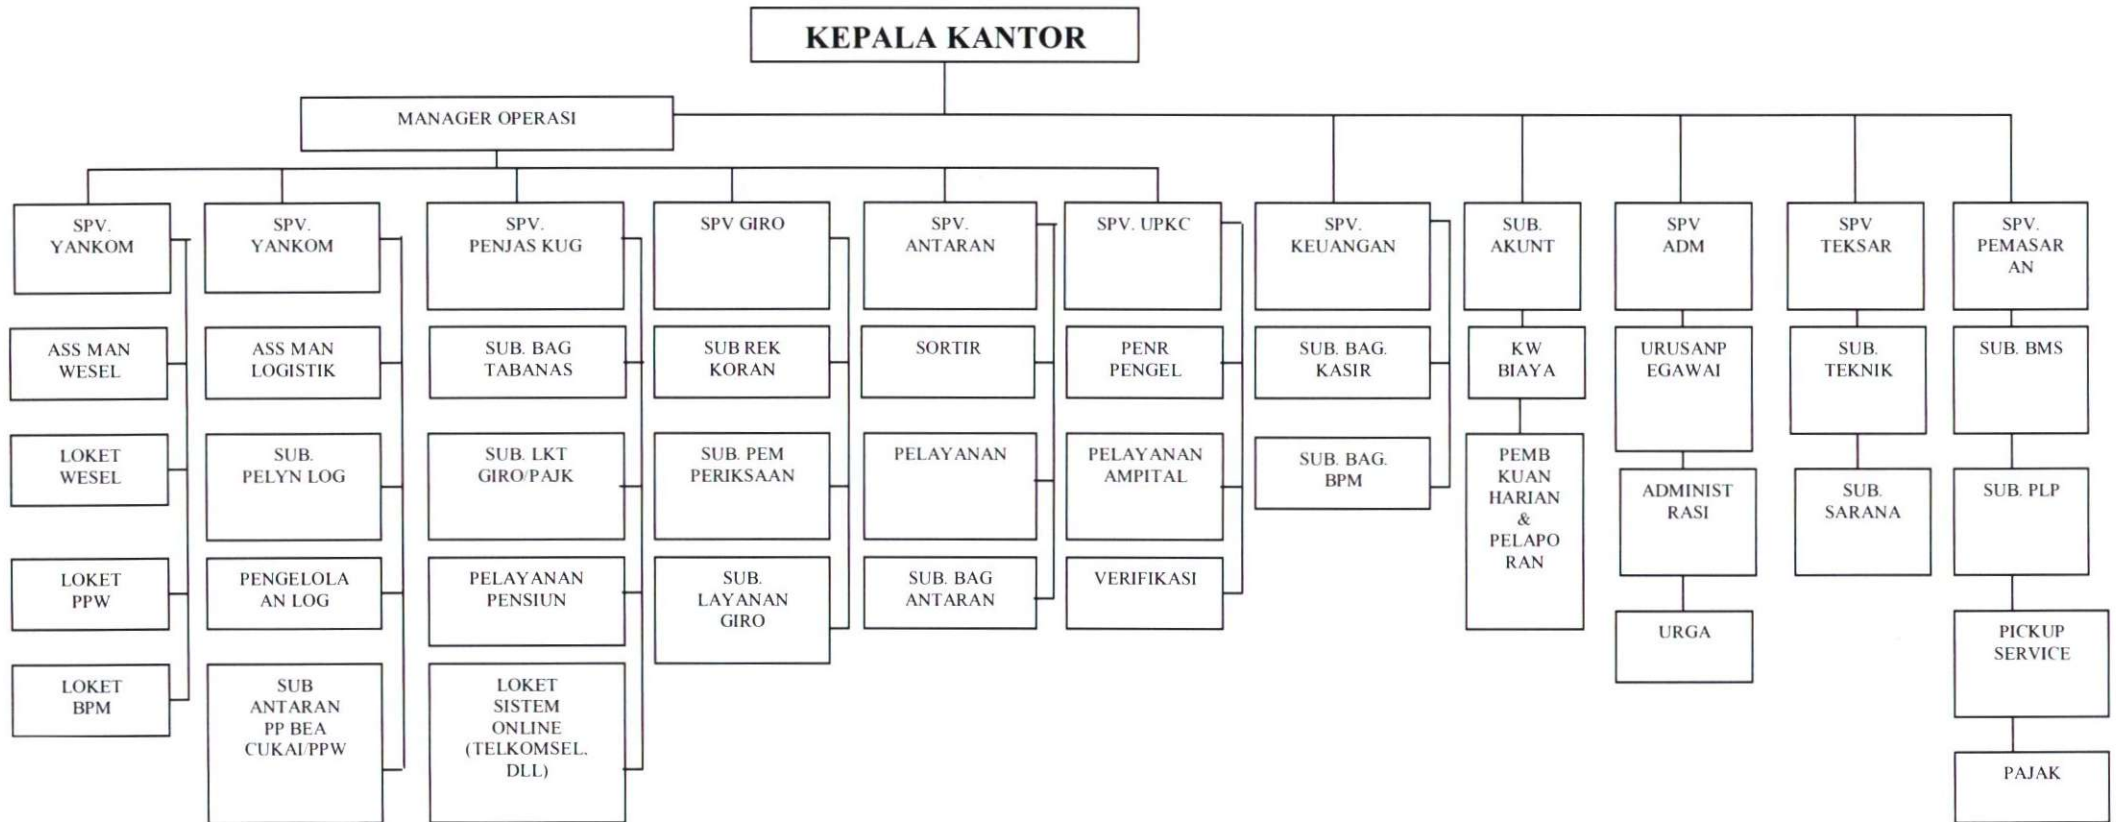 KEPALA KANTOR
MANAGER OPERASI
SPV.
YANKOM
ASS MAN
WESEL
LOKET
WESEL
LOKET
PPW
LOKET
BPM
SPV.
YANKOM
ASS MAN
LOGISTIK
SUB.
PELYN LOG
PENGELOLA
AN LOG
SUB
ANTARAN
PP BEA
CUKAI/PPW
SPV.
PENJAS KUG
SUB. BAG
TABANAS
SUB. LKT
GIRO/PAJK
PELAYANAN
PENSIUN
LOKET
SISTEM
ONLINE
(TELKOMSEL,
DLL)
SPV GIRO
SUB REK
KORAN
SUB. PEM
PERIKSAAN
SUB.
LAYANAN
GIRO
SPV.
ANTARAN
SORTIR
PELAYANAN
SUB. BAG
ANTARAN
SPV. UPKC
PENR
PENGEL
PELAYANAN
AMPITAL
VERIFIKASI
SPV.
KEUANGAN
SUB. BAG.
KASIR
SUB. BAG.
BPM
SUB.
AKUNT
KW
BIAYA
PEMB
KUAN
HARIAN
&
PELAPO
RAN
SPV
ADM
URUSANP
EGAWAI
ADMINIST
RASI
URGA
SPV
TEKSAR
SUB.
TEKNIK
SUB.
SARANA
SPV.
PEMASAR
AN
SUB. BMS
SUB. PLP
PICKUP
SERVICE
PAJAK